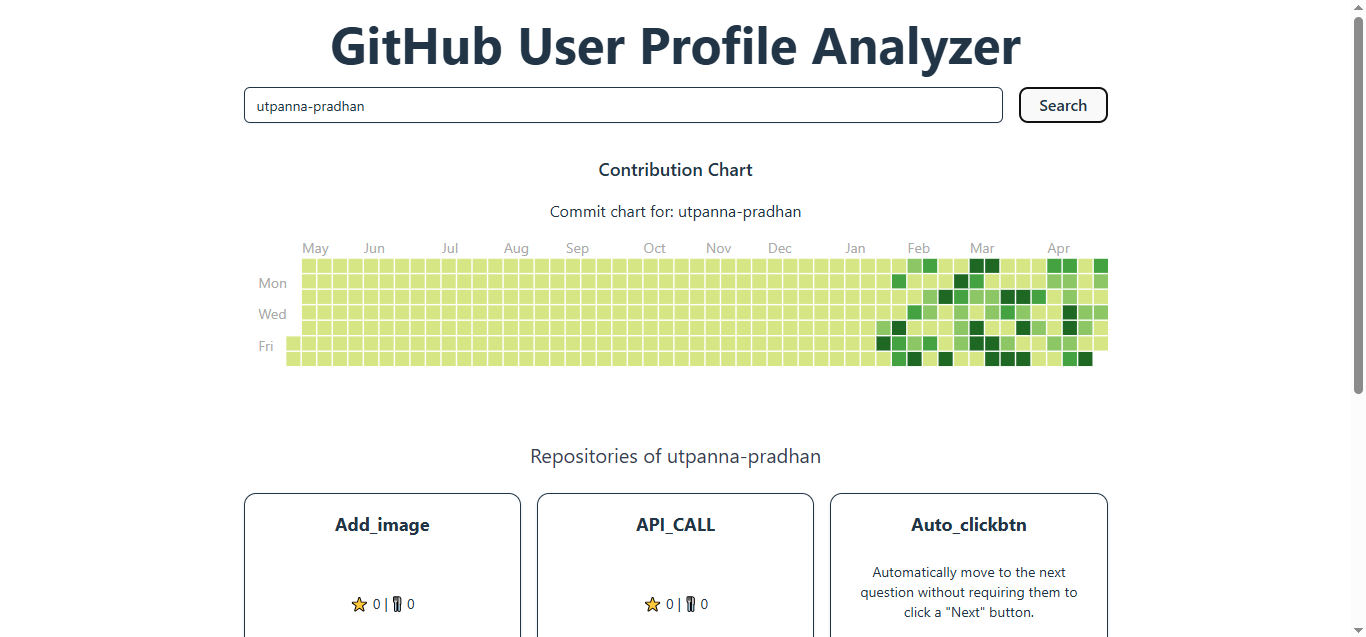 GitHub User Profile Analyzer
utpanna-pradhan
Search
Contribution Chart
Commit chart for: utpanna-pradhan
May Jun Jul Aug Sep Oct Nov Dec Jan Feb Mar Apr
Mon
Wed
Fri
Repositories of utpanna-pradhan
Add_image
⭐ 0 | 🍴 0
API_CALL
⭐ 0 | 🍴 0
Auto_clickbtn
Automatically move to the next
question without requiring them to
click a "Next" button.